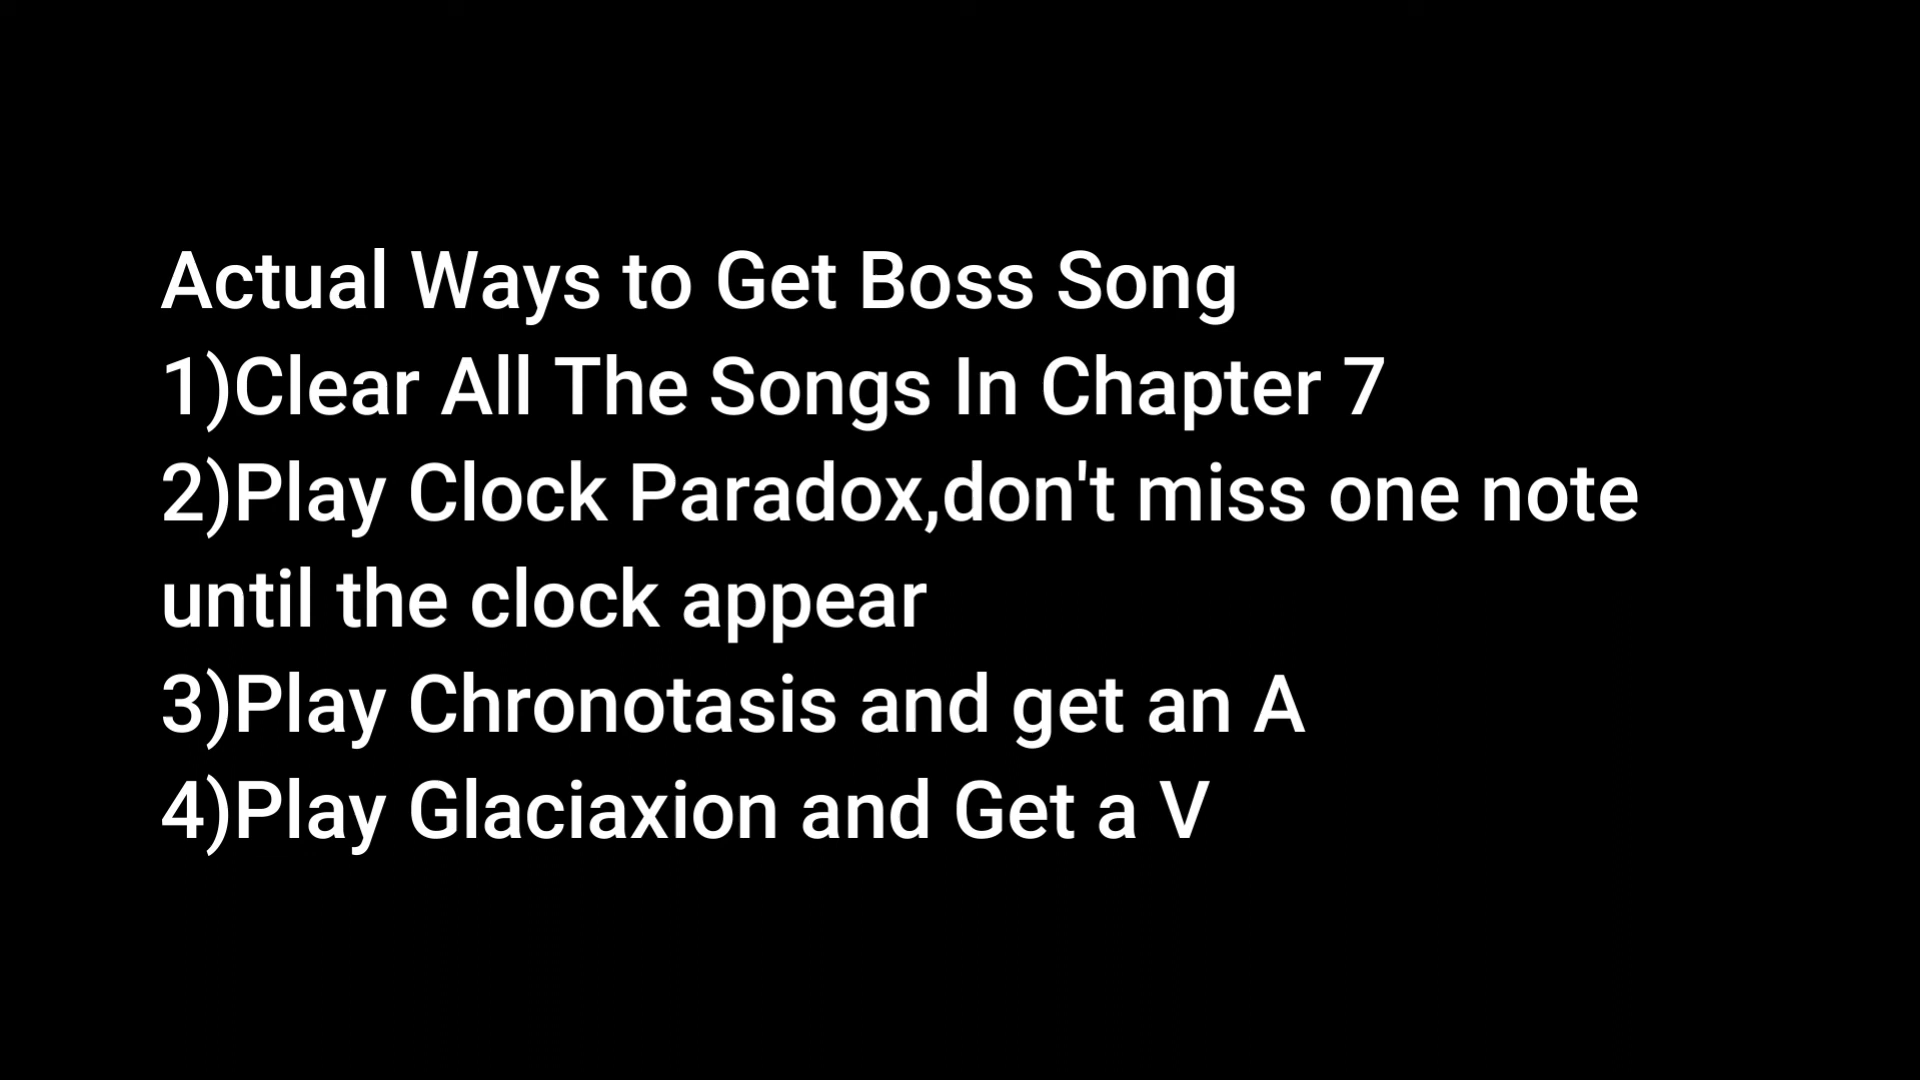 Actual Ways to Get Boss Song
1)Clear All The Songs In Chapter 7
2)Play Clock Paradox,don't miss one note
until the clock appear
3)Play Chronotasis and get an A
4)Play Glaciaxion and Get a V